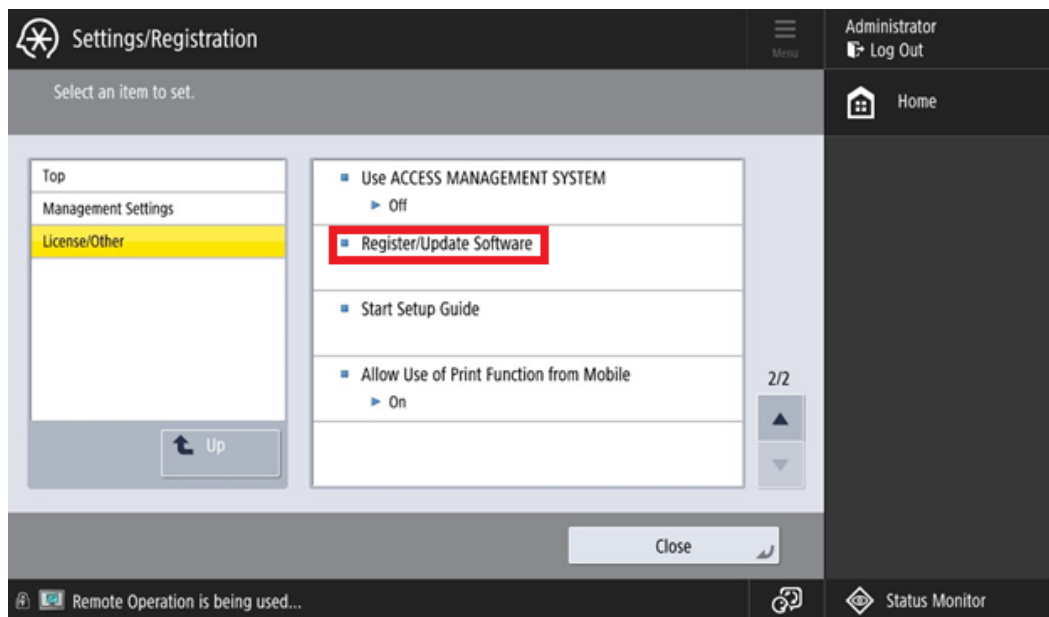 Settings/Registration
Menu
Administrator
Log Out
Select an item to set.
Home
Top
Management Settings
License/Other
Up
Use ACCESS MANAGEMENT SYSTEM
Off
Register/Update Software
Start Setup Guide
Allow Use of Print Function from Mobile
On
2/2
Close
Remote Operation is being used...
Status Monitor